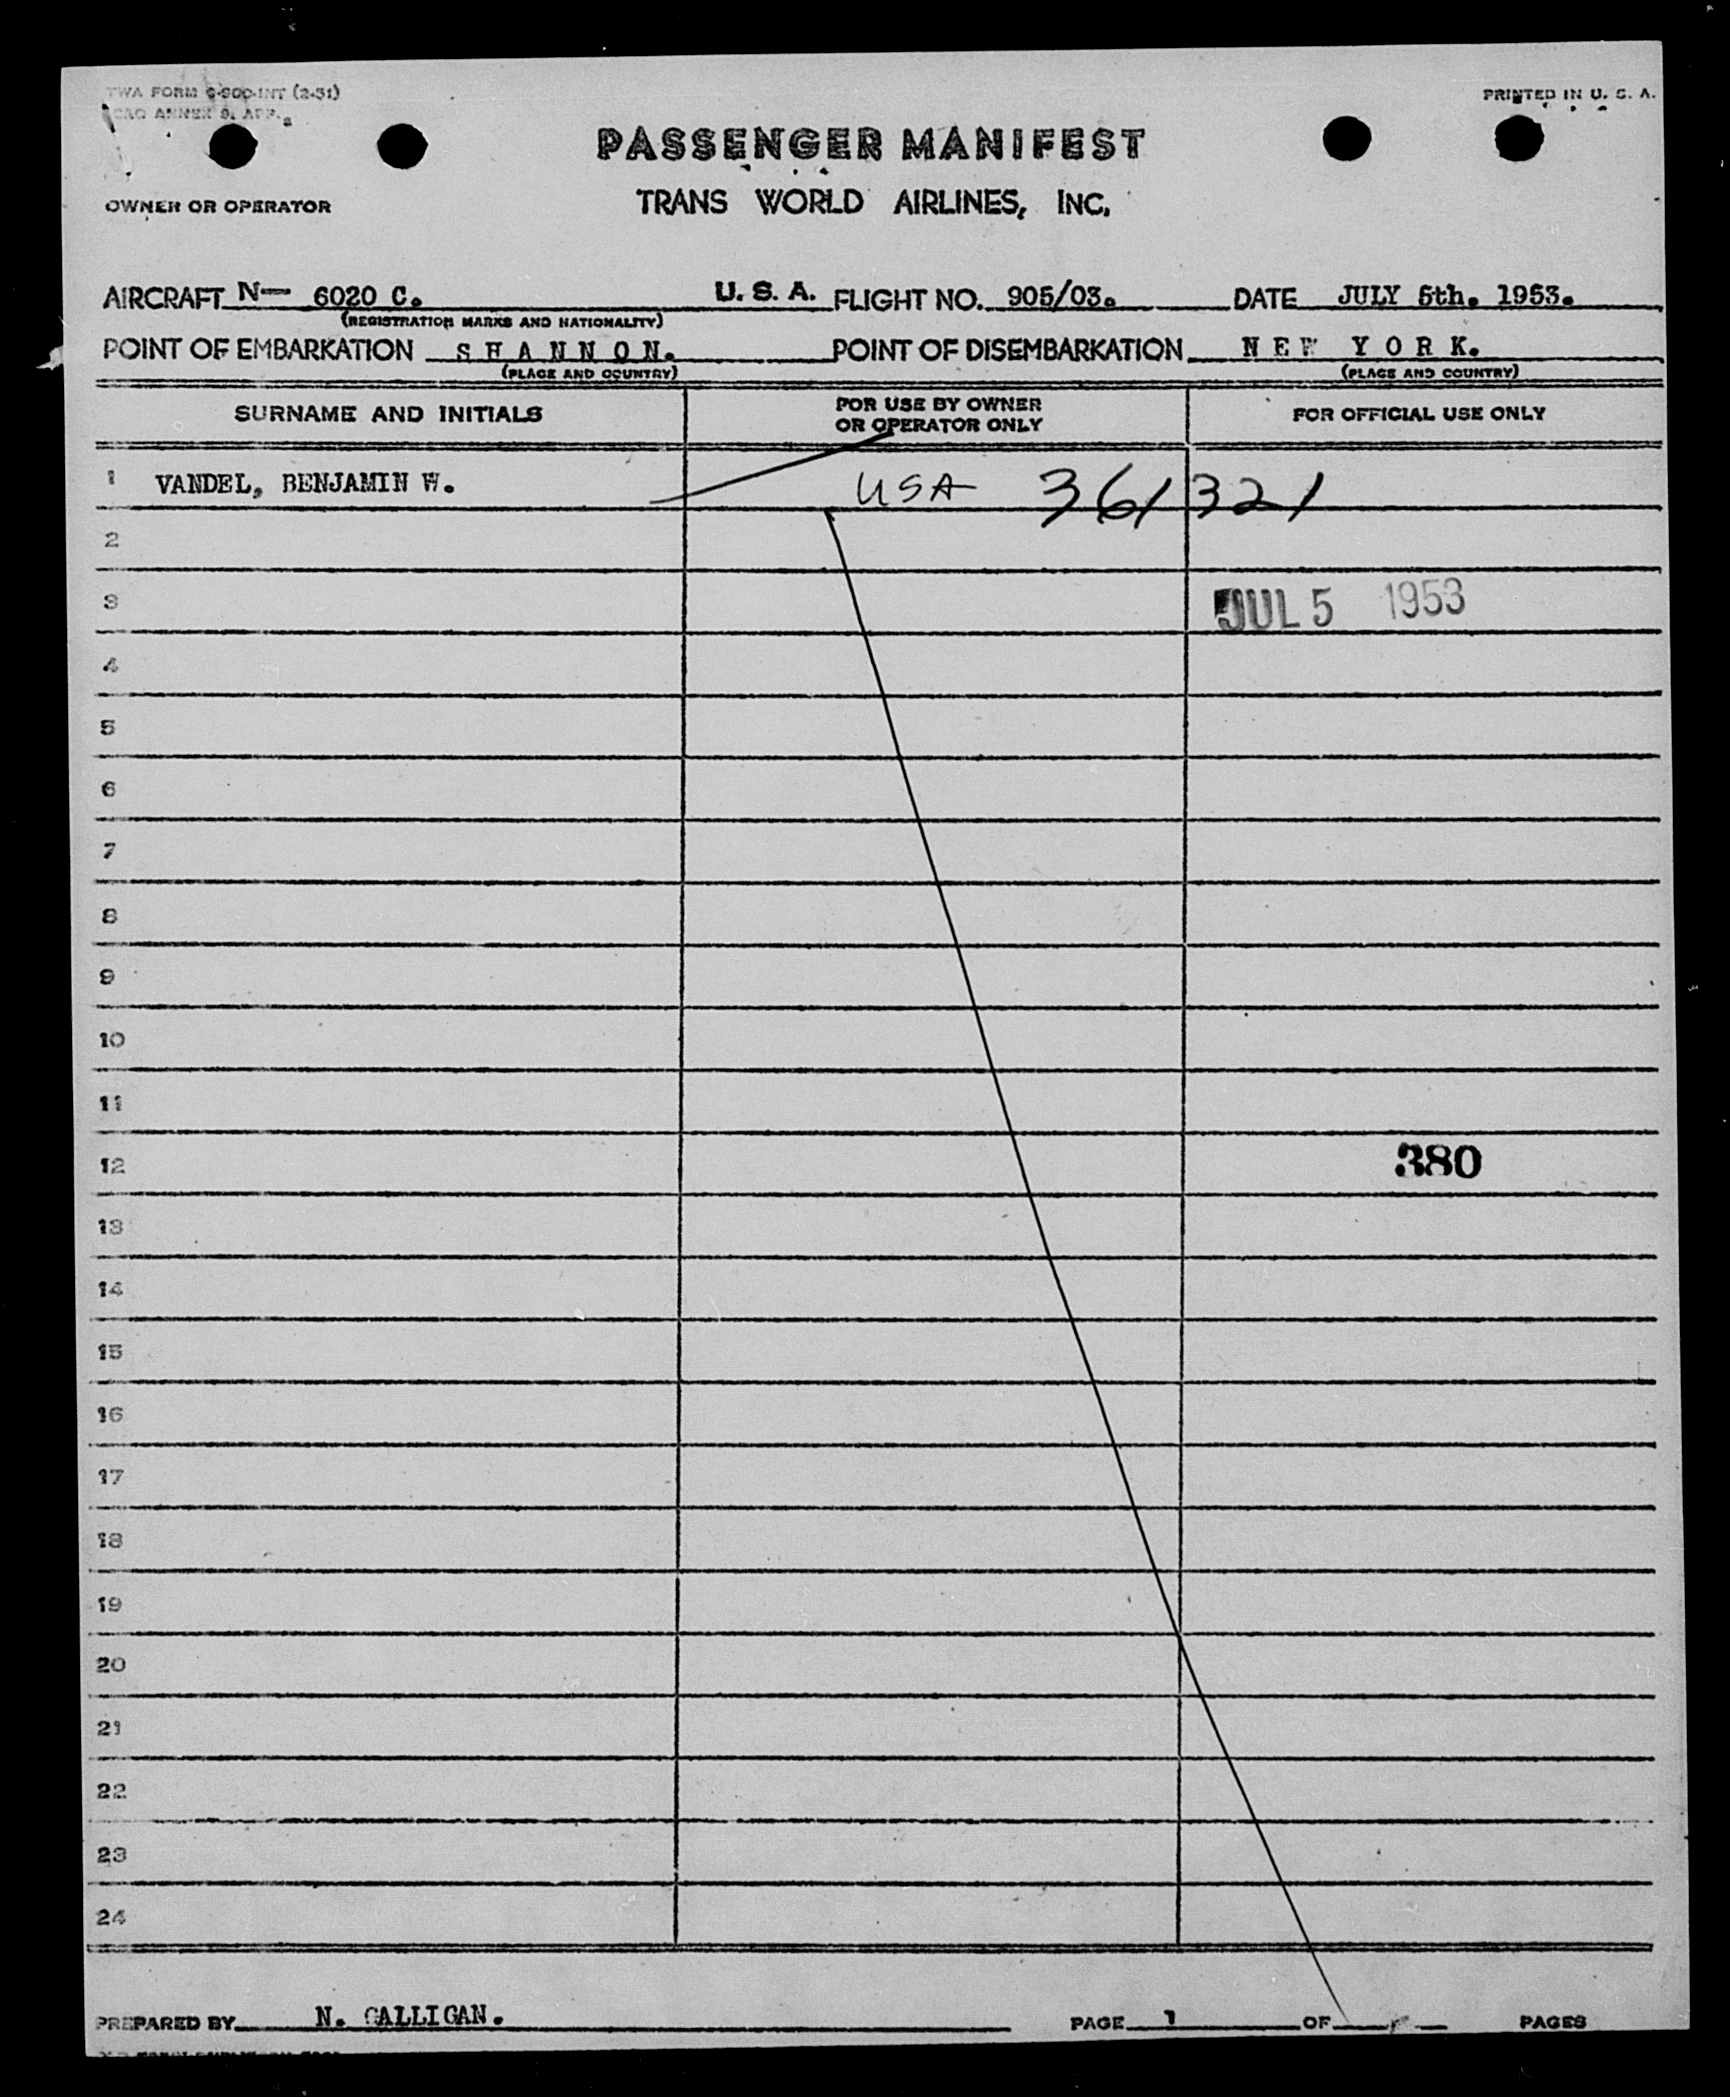 TWA FORM (2-51)
PRINTED IN U. S. A.
PASSENGER MANIFEST
OWNER OR OPERATOR
TRANS WORLD AIRLINES, INC.
AIRCRAFT N— 6020 C. U. S. A. FLIGHT NO. 905/03. DATE JULY 5th. 1953.
(REGISTRATION MARKS AND NATIONALITY)
POINT OF EMBARKATION S H A N N O N. POINT OF DISEMBARKATION N E W Y O R K.
(PLACE AND COUNTRY) (PLACE AND COUNTRY)
SURNAME AND INITIALS FOR USE BY OWNER OR OPERATOR ONLY FOR OFFICIAL USE ONLY
1 VANDEL, BENJAMIN W. USA 361321
2
3 JUL 5 1953
4
5
6
7
8
9
10
11
12 380
13
14
15
16
17
18
19
20
21
22
23
24
PREPARED BY N. GALLIGAN. PAGE 1 OF PAGES